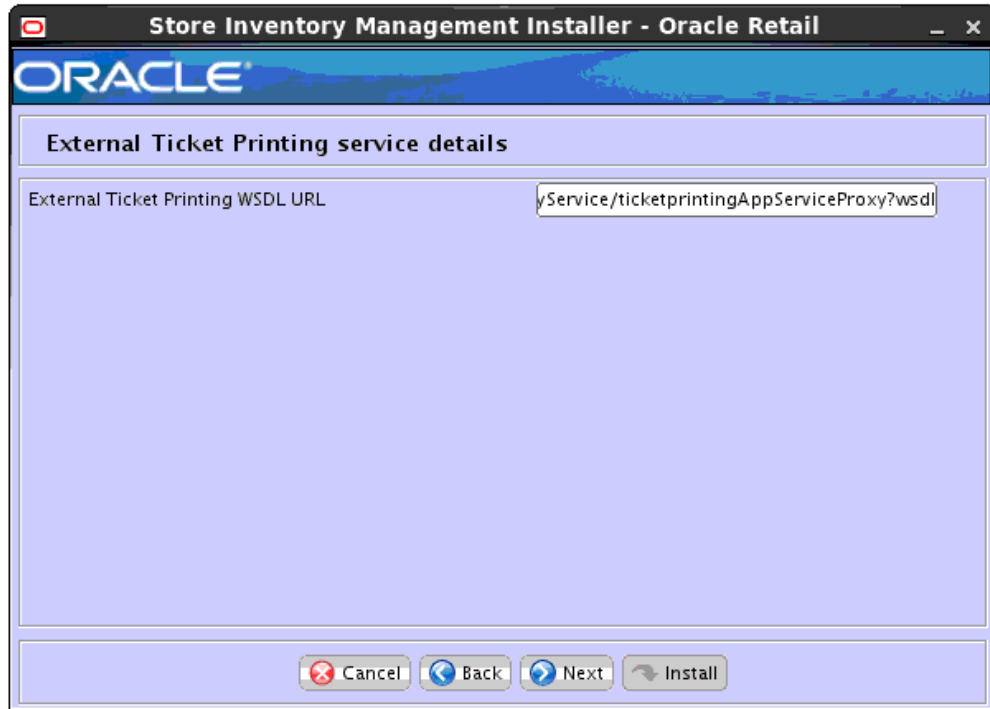 Store Inventory Management Installer - Oracle Retail
ORACLE
External Ticket Printing service details
External Ticket Printing WSDL URL yService/ticketprintingAppServiceProxy?wsdl
Cancel Back Next Install